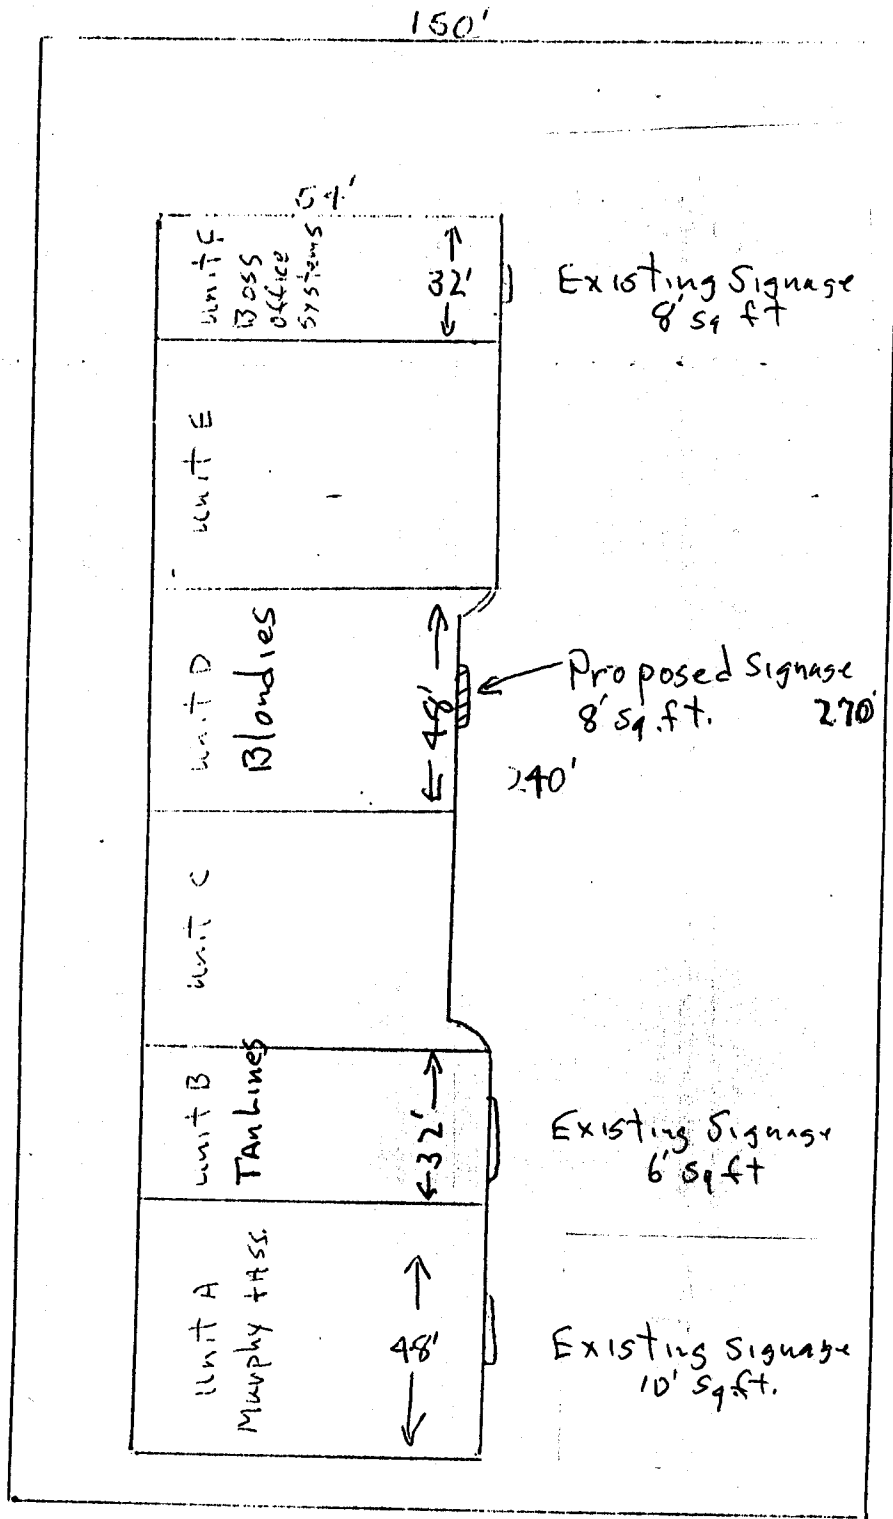 150'
54'
Unit F
Boss
office
systems
32'
Existing Signage
8' sq ft
Unit E
Unit D
Blondies
48'
Proposed Signage
8' sq.ft.
270'
240'
Unit C
Unit B
TAN Lines
32'
Existing Signage
6' sq ft
Unit A
Murphy + Ass.
48'
Existing Signage
10' sq.ft.